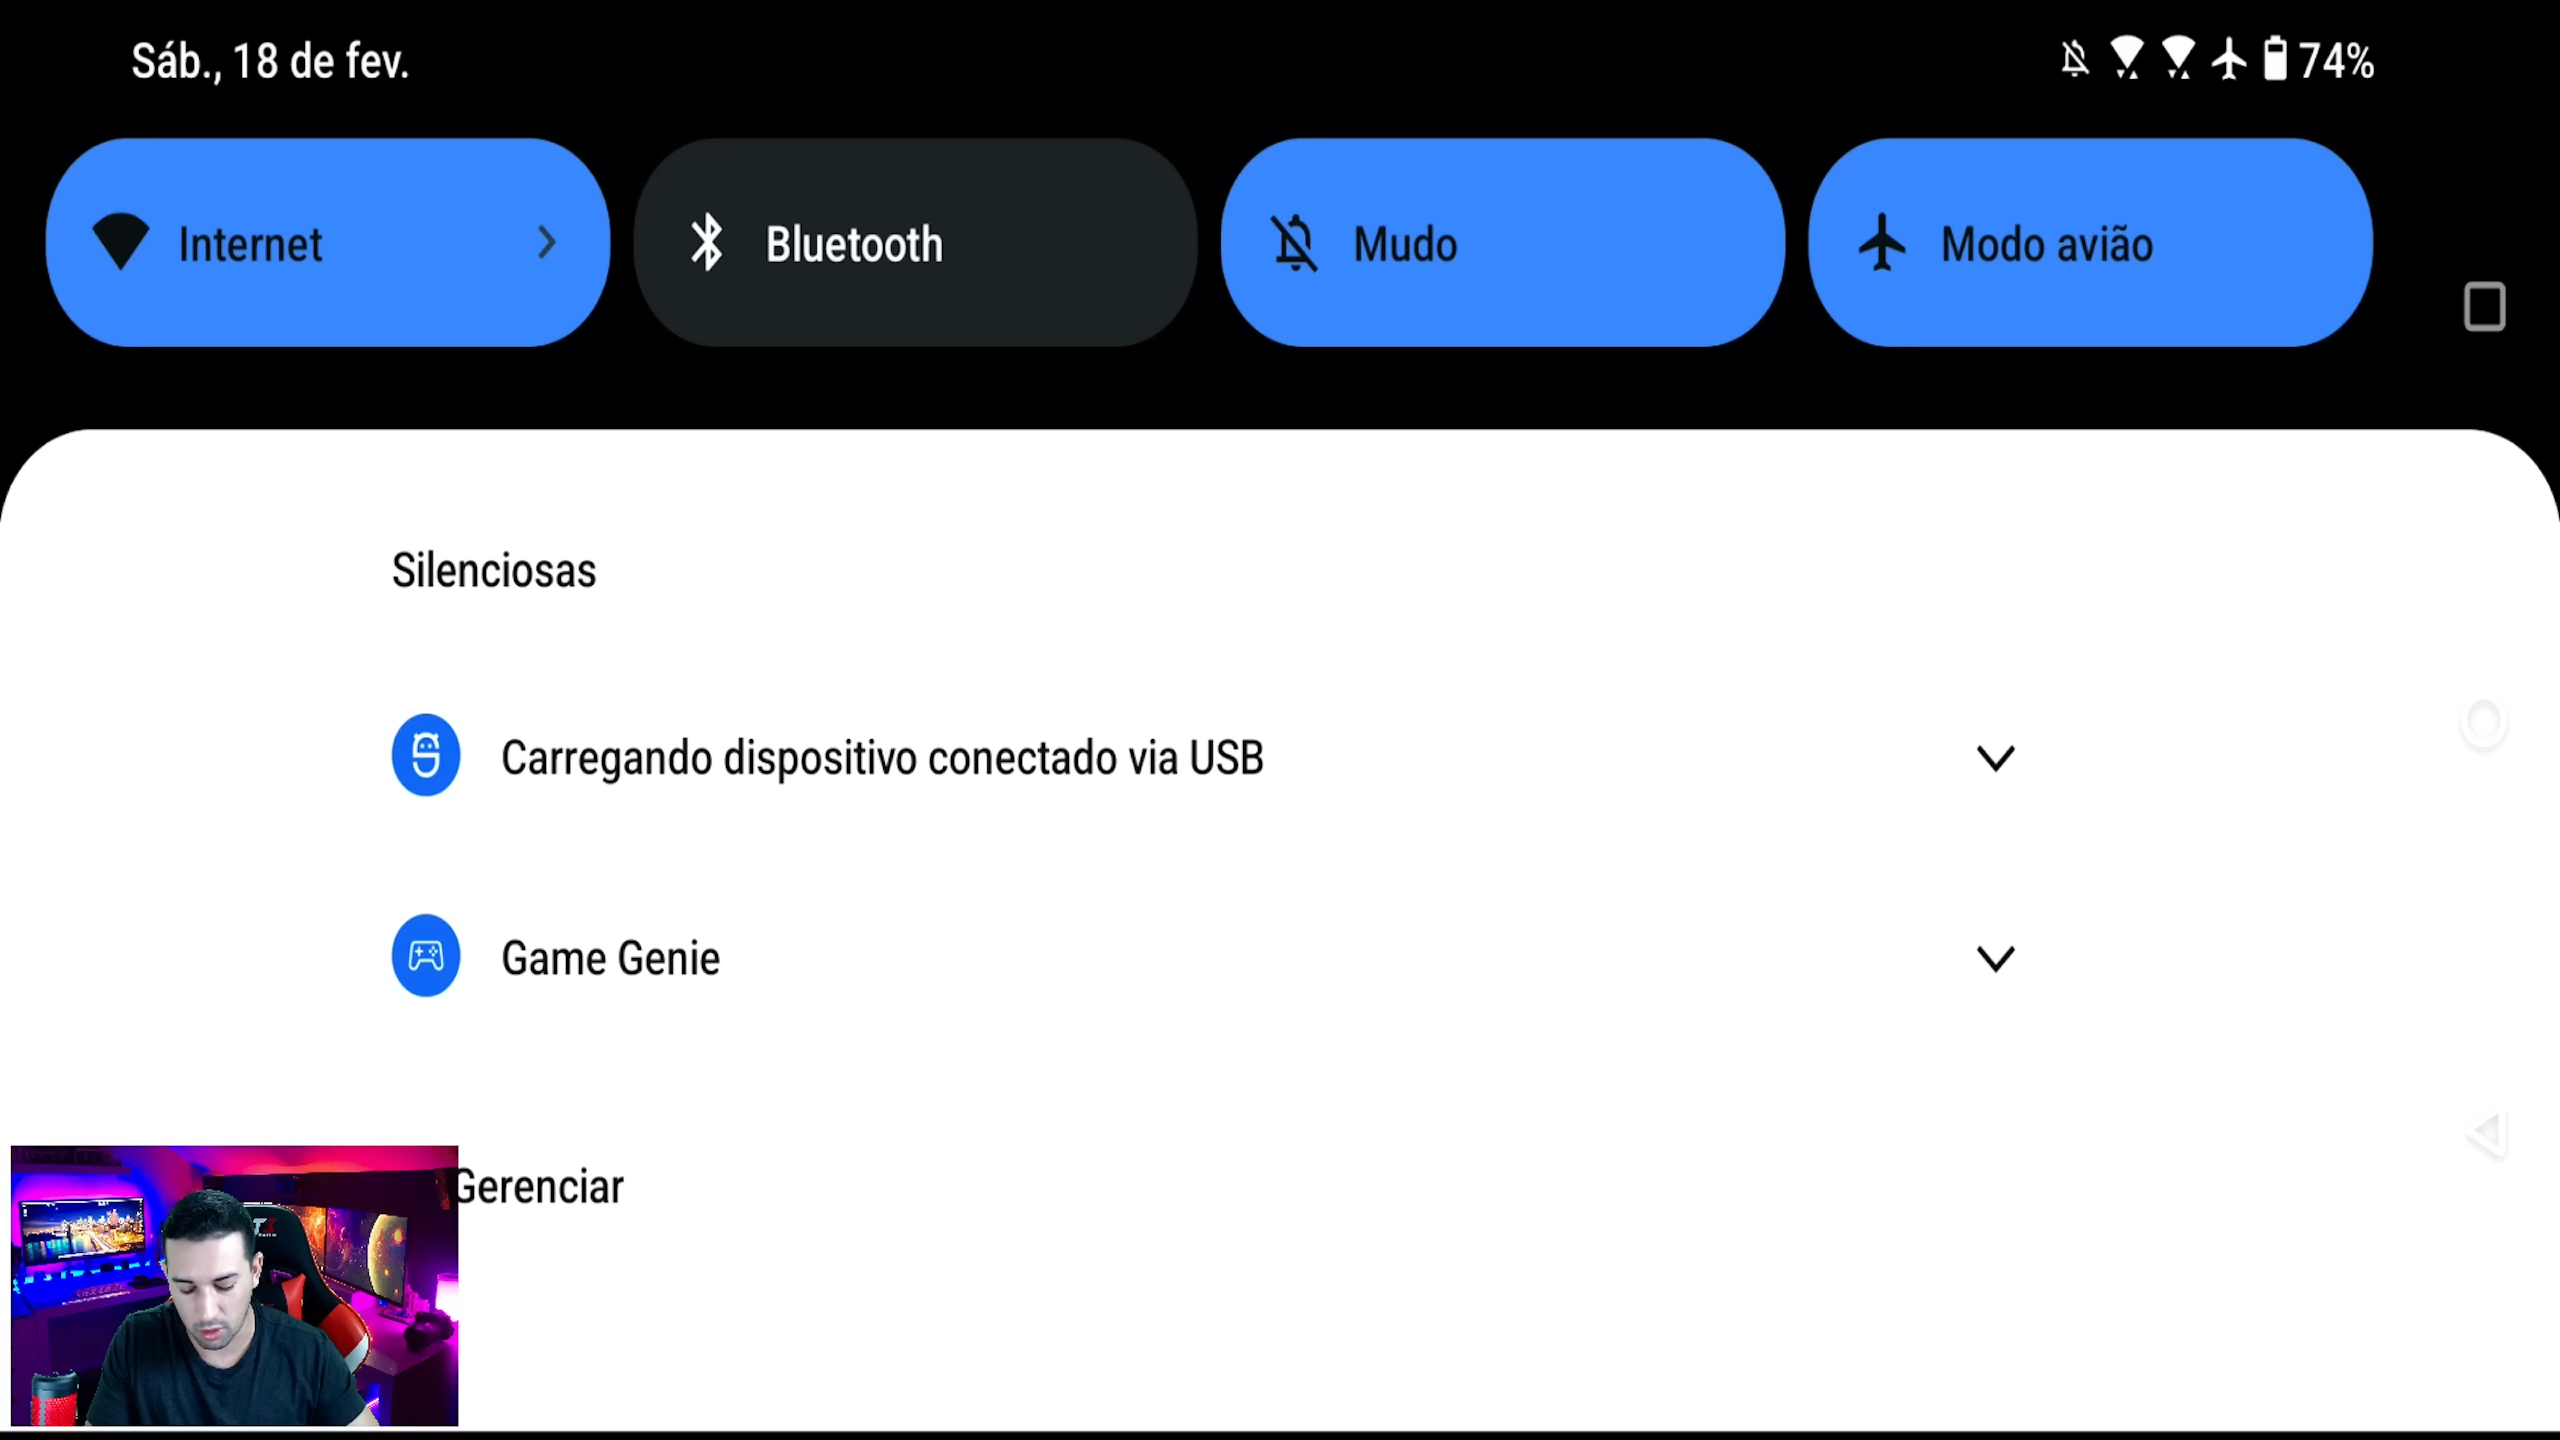 Sáb., 18 de fev.
74%
Internet
Bluetooth
Mudo
Modo avião
Silenciosas
Carregando dispositivo conectado via USB
Game Genie
Gerenciar